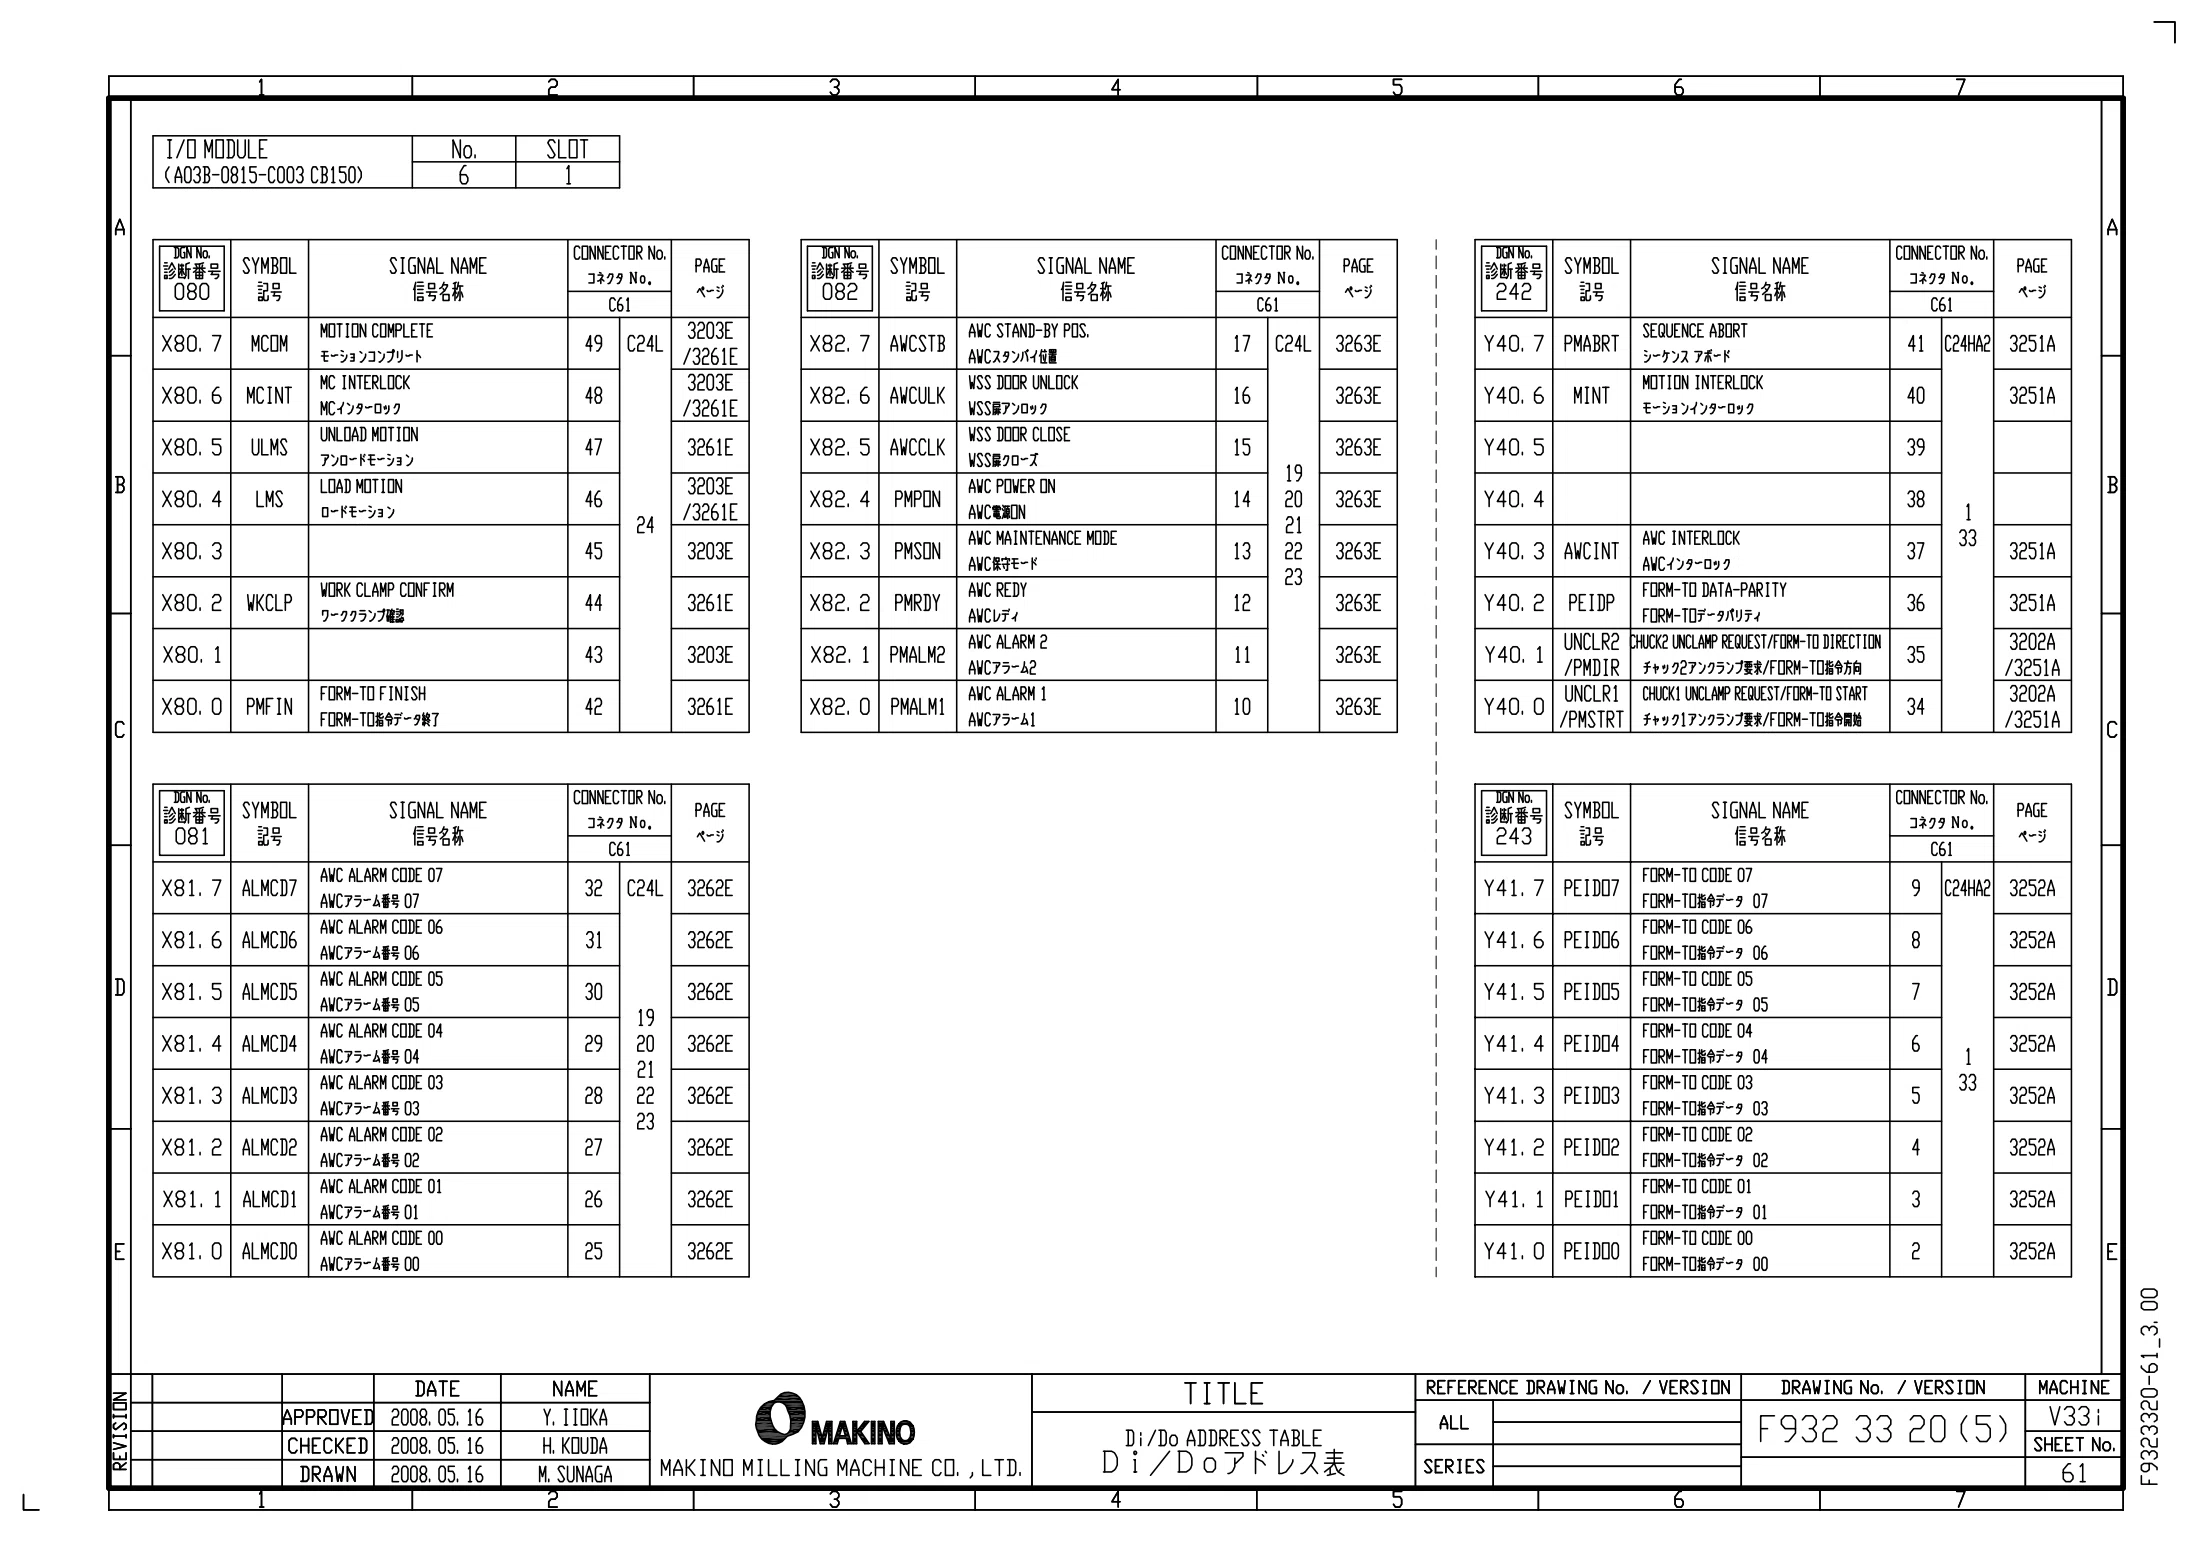 1 2 3 4 5 6 7
I/O MODULE No. SLOT
(A03B-0815-C003 CB150) 6 1
A A
B B
C C
D D
E E
DGN No. 診断番号 080 SYMBOL 記号 SIGNAL NAME 信号名称 CONNECTOR No. コネクタ No. C61 PAGE ページ
X80.7 MCOM MOTION COMPLETE 49 C24L 3203E
モーションコンプリート /3261E
X80.6 MCINT MC INTERLOCK 48 3203E
MCインターロック /3261E
X80.5 ULMS UNLOAD MOTION 47 3261E
アンロードモーション
X80.4 LMS LOAD MOTION 46 3203E
ロードモーション /3261E
24
X80.3 45 3203E
X80.2 WKCLP WORK CLAMP CONFIRM 44 3261E
ワーククランプ確認
X80.1 43 3203E
X80.0 PMFIN FORM-TO FINISH 42 3261E
FORM-TO指令データ終了
DGN No. 診断番号 082 SYMBOL 記号 SIGNAL NAME 信号名称 CONNECTOR No. コネクタ No. C61 PAGE ページ
X82.7 AWCSTB AWC STAND-BY POS. 17 C24L 3263E
AWCスタンバイ位置
X82.6 AWCULK WSS DOOR UNLOCK 16 3263E
WSS扉アンロック
X82.5 AWCCLK WSS DOOR CLOSE 15 3263E
WSS扉クローズ
19
X82.4 PMPON AWC POWER ON 14 20 3263E
AWC電源ON
21
X82.3 PMSON AWC MAINTENANCE MODE 13 22 3263E
AWC保守モード
23
X82.2 PMRDY AWC REDY 12 3263E
AWCレディ
X82.1 PMALM2 AWC ALARM 2 11 3263E
AWCアラーム2
X82.0 PMALM1 AWC ALARM 1 10 3263E
AWCアラーム1
DGN No. 診断番号 242 SYMBOL 記号 SIGNAL NAME 信号名称 CONNECTOR No. コネクタ No. C61 PAGE ページ
Y40.7 PMABRT SEQUENCE ABORT 41 C24HA2 3251A
シーケンス アボード
Y40.6 MINT MOTION INTERLOCK 40 3251A
モーションインターロック
Y40.5 39
Y40.4 38
1
33
Y40.3 AWCINT AWC INTERLOCK 37 3251A
AWCインターロック
Y40.2 PEIDP FORM-TO DATA-PARITY 36 3251A
FORM-TOデータパリティ
Y40.1 UNCLR2 CHUCK2 UNCLAMP REQUEST/FORM-TO DIRECTION 35 3202A
/PMDIR チャック2アンクランプ要求/FORM-TO指令方向 /3251A
Y40.0 UNCLR1 CHUCK1 UNCLAMP REQUEST/FORM-TO START 34 3202A
/PMSTRT チャック1アンクランプ要求/FORM-TO指令開始 /3251A
DGN No. 診断番号 081 SYMBOL 記号 SIGNAL NAME 信号名称 CONNECTOR No. コネクタ No. C61 PAGE ページ
X81.7 ALMCD7 AWC ALARM CODE 07 32 C24L 3262E
AWCアラーム番号 07
X81.6 ALMCD6 AWC ALARM CODE 06 31 3262E
AWCアラーム番号 06
X81.5 ALMCD5 AWC ALARM CODE 05 30 3262E
AWCアラーム番号 05
19
X81.4 ALMCD4 AWC ALARM CODE 04 29 20 3262E
AWCアラーム番号 04
21
X81.3 ALMCD3 AWC ALARM CODE 03 28 22 3262E
AWCアラーム番号 03
23
X81.2 ALMCD2 AWC ALARM CODE 02 27 3262E
AWCアラーム番号 02
X81.1 ALMCD1 AWC ALARM CODE 01 26 3262E
AWCアラーム番号 01
X81.0 ALMCD0 AWC ALARM CODE 00 25 3262E
AWCアラーム番号 00
DGN No. 診断番号 243 SYMBOL 記号 SIGNAL NAME 信号名称 CONNECTOR No. コネクタ No. C61 PAGE ページ
Y41.7 PEIDO7 FORM-TO CODE 07 9 C24HA2 3252A
FORM-TO指令データ 07
Y41.6 PEIDO6 FORM-TO CODE 06 8 3252A
FORM-TO指令データ 06
Y41.5 PEIDO5 FORM-TO CODE 05 7 3252A
FORM-TO指令データ 05
Y41.4 PEIDO4 FORM-TO CODE 04 6 3252A
FORM-TO指令データ 04
1
33
Y41.3 PEIDO3 FORM-TO CODE 03 5 3252A
FORM-TO指令データ 03
Y41.2 PEIDO2 FORM-TO CODE 02 4 3252A
FORM-TO指令データ 02
Y41.1 PEIDO1 FORM-TO CODE 01 3 3252A
FORM-TO指令データ 01
Y41.0 PEIDO0 FORM-TO CODE 00 2 3252A
FORM-TO指令データ 00
REVISION
DATE NAME
APPROVED 2008.05.16 Y.IIOKA
CHECKED 2008.05.16 H.KOUDA
DRAWN 2008.05.16 M.SUNAGA
MAKINO
MAKINO MILLING MACHINE CO.,LTD.
TITLE
Di/Do ADDRESS TABLE
Di/Doアドレス表
REFERENCE DRAWING No. / VERSION
ALL
SERIES
DRAWING No. / VERSION
F932 33 20(5)
MACHINE
V33i
SHEET No.
61
1 2 3 4 5 6 7
F9323320-61_3.00